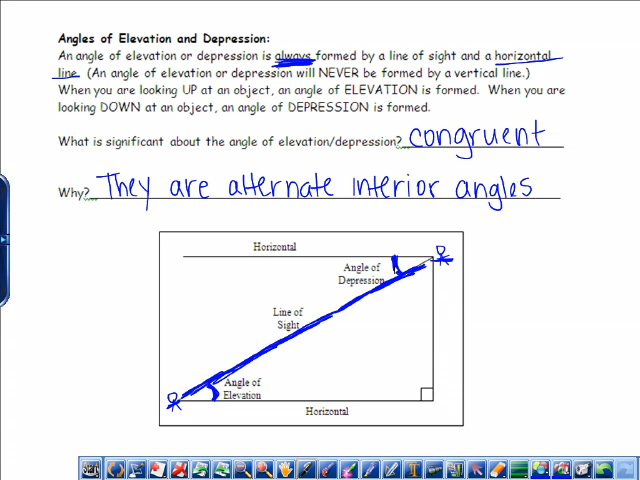 Angles of Elevation and Depression:
An angle of elevation or depression is always formed by a line of sight and a horizontal
line. (An angle of elevation or depression will NEVER be formed by a vertical line.)
When you are looking UP at an object, an angle of ELEVATION is formed. When you are
looking DOWN at an object, an angle of DEPRESSION is formed.
What is significant about the angle of elevation/depression? congruent
Why? They are alternate interior angles
Horizontal
Angle of
Depression
Line of
Sight
Angle of
Elevation
Horizontal
Start